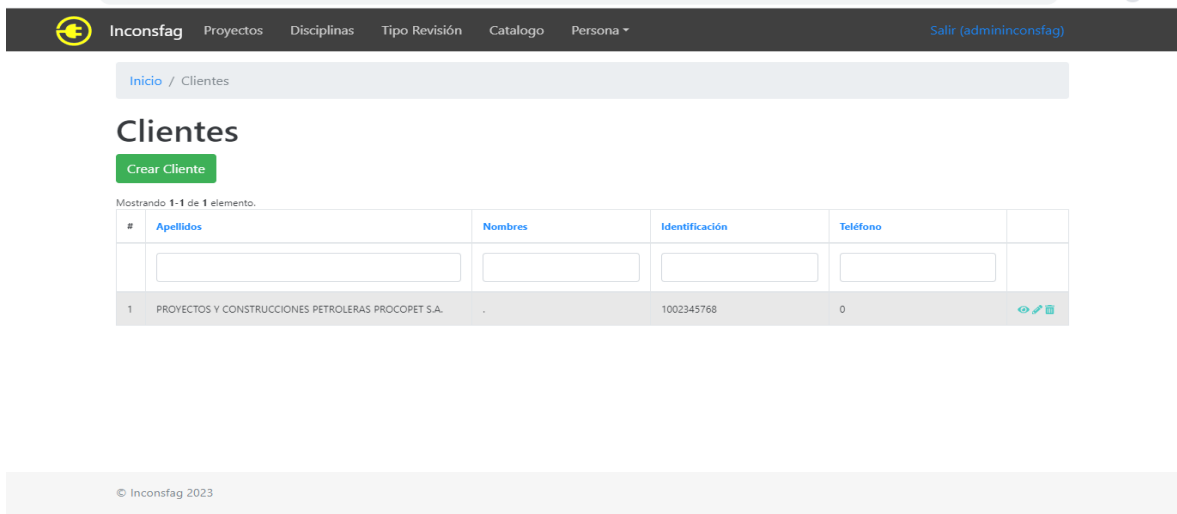 Inconsfag Proyectos Disciplinas Tipo Revisión Catalogo Persona Salir (admininconsfag)
Inicio / Clientes
Clientes
Crear Cliente
Mostrando 1-1 de 1 elemento.
# Apellidos Nombres Identificación Teléfono
1 PROYECTOS Y CONSTRUCCIONES PETROLERAS PROCOPET S.A. . 1002345768 0
© Inconsfag 2023